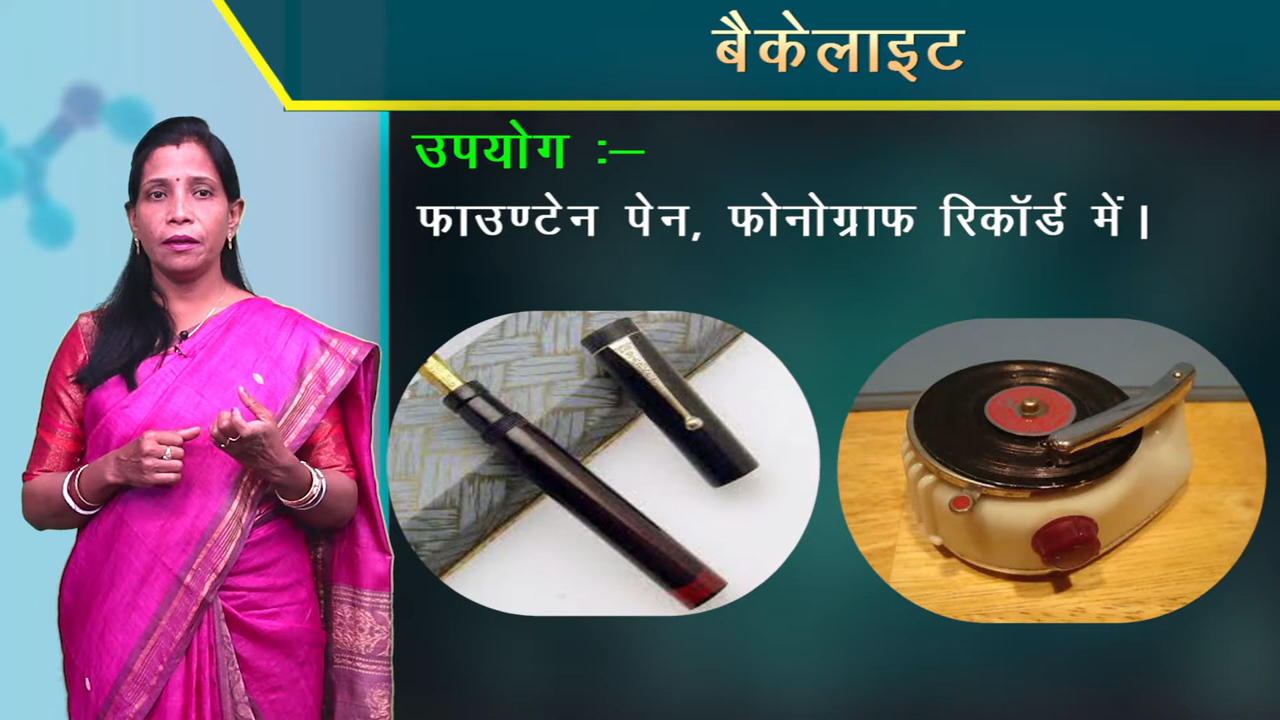 बैकेलाइट
उपयोग :–
फाउण्टेन पेन, फोनोग्राफ रिकॉर्ड में।